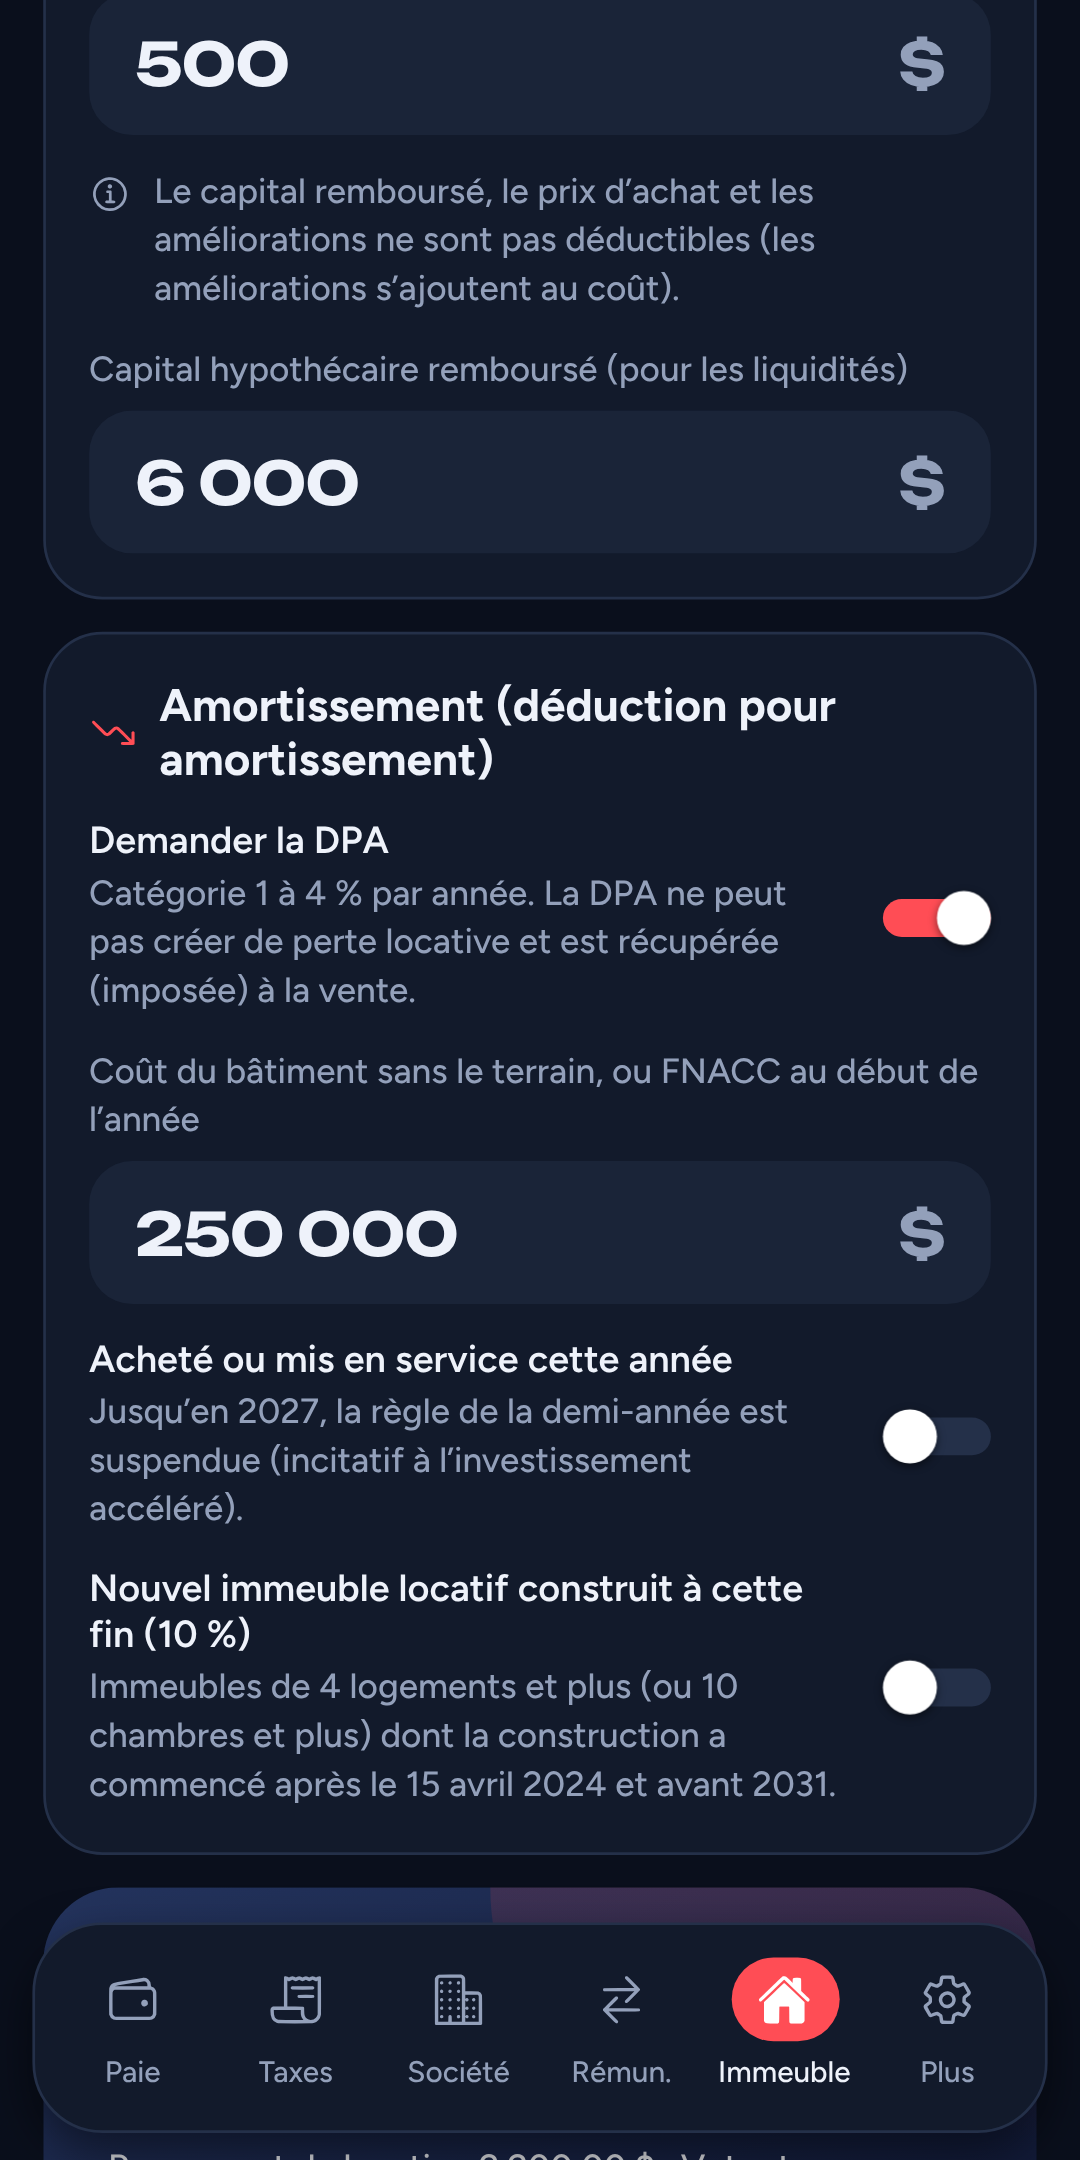 500 $
Le capital remboursé, le prix d’achat et les
améliorations ne sont pas déductibles (les
améliorations s’ajoutent au coût).
Capital hypothécaire remboursé (pour les liquidités)
6 000 $
Amortissement (déduction pour
amortissement)
Demander la DPA
Catégorie 1 à 4 % par année. La DPA ne peut
pas créer de perte locative et est récupérée
(imposée) à la vente.
Coût du bâtiment sans le terrain, ou FNACC au début de
l’année
250 000 $
Acheté ou mis en service cette année
Jusqu’en 2027, la règle de la demi-année est
suspendue (incitatif à l’investissement
accéléré).
Nouvel immeuble locatif construit à cette
fin (10 %)
Immeubles de 4 logements et plus (ou 10
chambres et plus) dont la construction a
commencé après le 15 avril 2024 et avant 2031.
Paie Taxes Société Rémun. Immeuble Plus